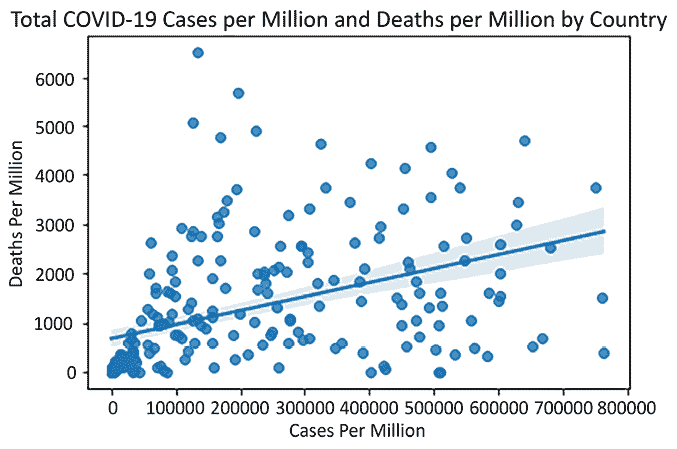 Total COVID-19 Cases per Million and Deaths per Million by Country
6000
5000
4000
3000
2000
1000
0
Deaths Per Million
0 100000 200000 300000 400000 500000 600000 700000 800000
Cases Per Million